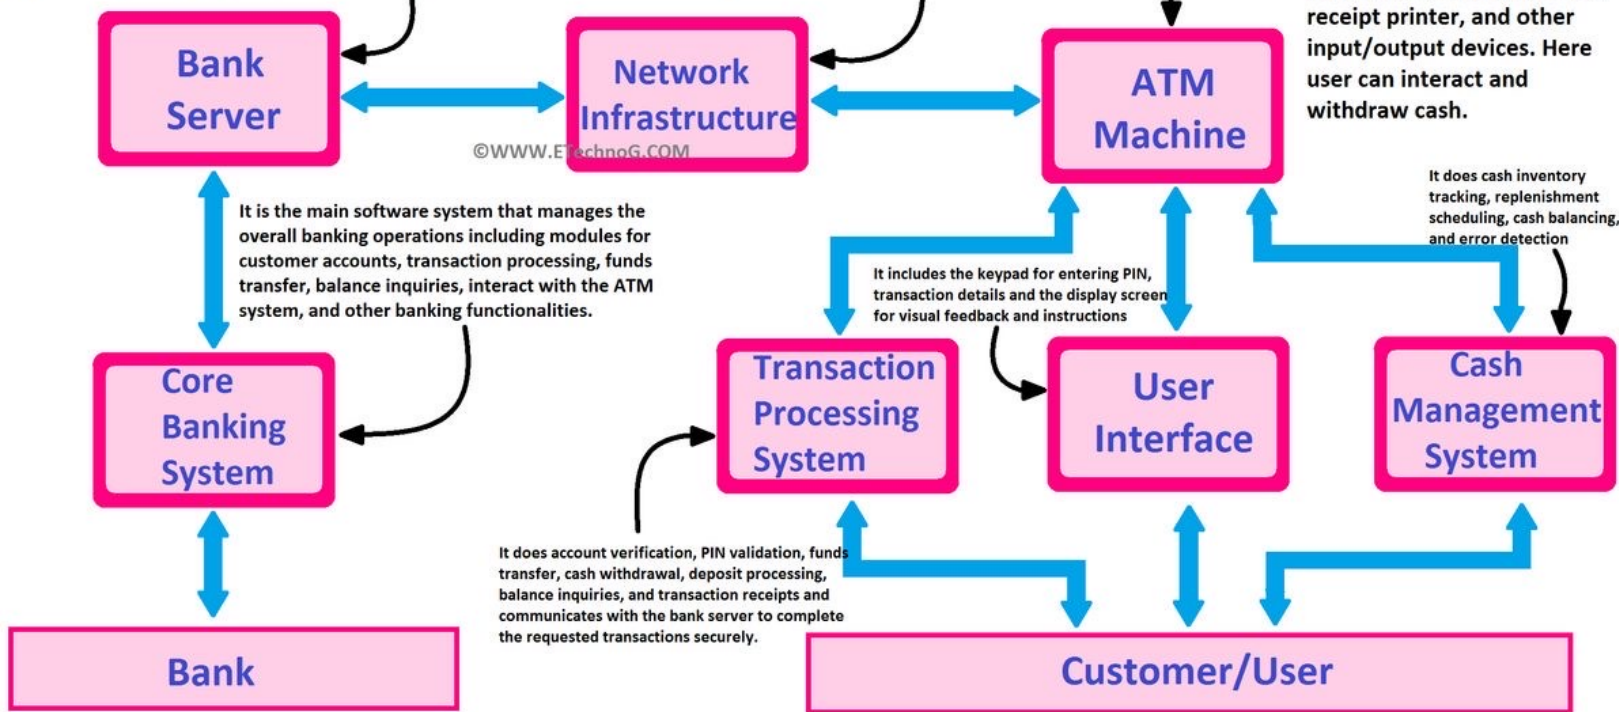 receipt printer, and other
input/output devices. Here
user can interact and
withdraw cash.
Bank
Server
Network
Infrastructure
ATM
Machine
©WWW.ETechnoG.COM
It is the main software system that manages the
overall banking operations including modules for
customer accounts, transaction processing, funds
transfer, balance inquiries, interact with the ATM
system, and other banking functionalities.
It does cash inventory
tracking, replenishment
scheduling, cash balancing,
and error detection
It includes the keypad for entering PIN,
transaction details and the display screen
for visual feedback and instructions
Core
Banking
System
Transaction
Processing
System
User
Interface
Cash
Management
System
It does account verification, PIN validation, funds
transfer, cash withdrawal, deposit processing,
balance inquiries, and transaction receipts and
communicates with the bank server to complete
the requested transactions securely.
Bank
Customer/User